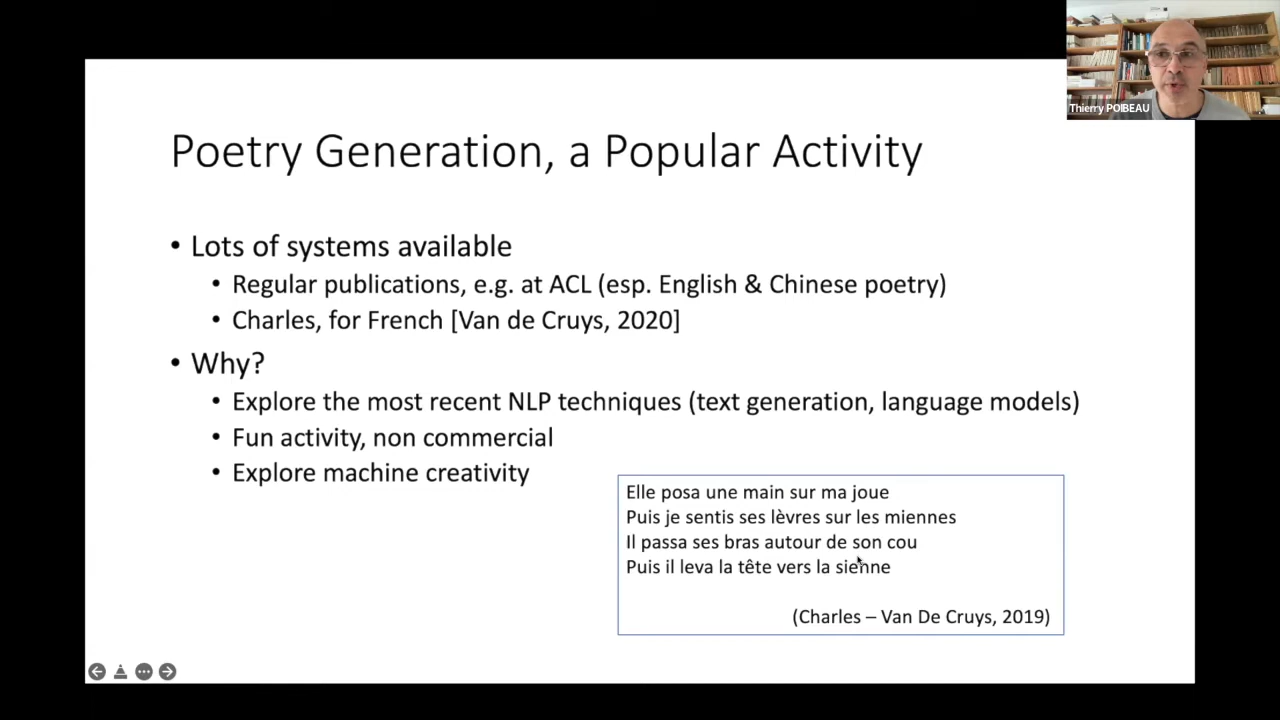 Thierry POIBEAU
Poetry Generation, a Popular Activity
• Lots of systems available
• Regular publications, e.g. at ACL (esp. English & Chinese poetry)
• Charles, for French [Van de Cruys, 2020]
• Why?
• Explore the most recent NLP techniques (text generation, language models)
• Fun activity, non commercial
• Explore machine creativity
Elle posa une main sur ma joue
Puis je sentis ses lèvres sur les miennes
Il passa ses bras autour de son cou
Puis il leva la tête vers la sienne
(Charles – Van De Cruys, 2019)